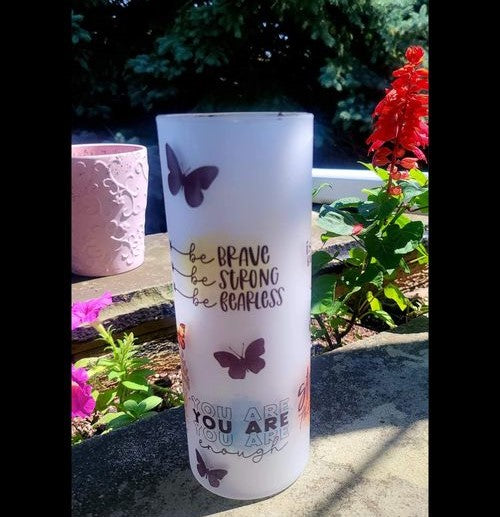 be BRAVE
be STRONG
be FEARLESS
YOU ARE
YOU ARE
YOU ARE
enough